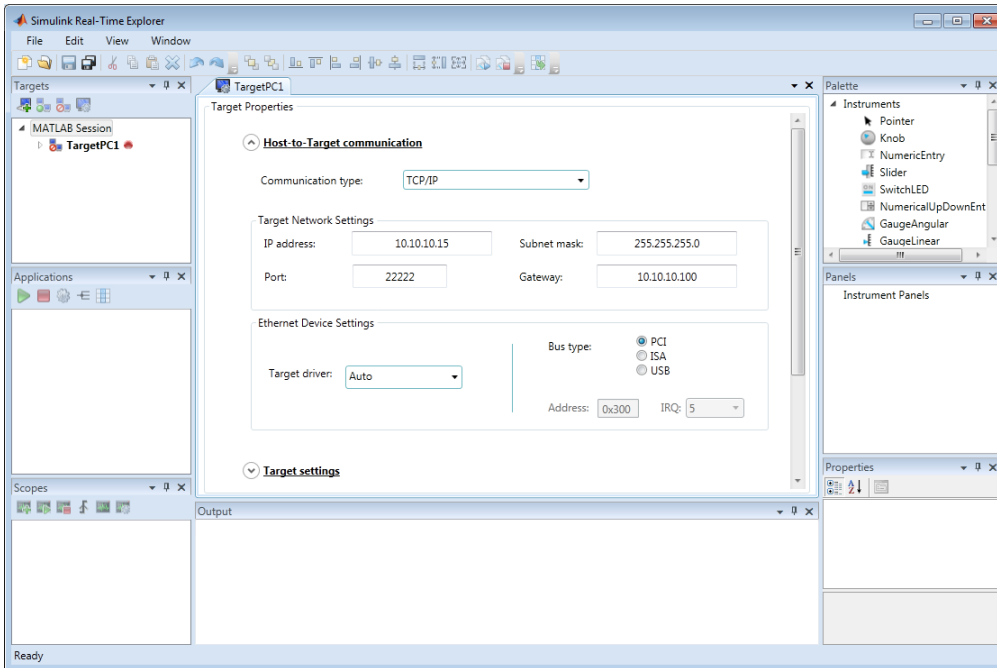 Simulink Real-Time Explorer
File Edit View Window
Targets
MATLAB Session
TargetPC1
Applications
Scopes
TargetPC1
Target Properties
Host-to-Target communication
Communication type: TCP/IP
Target Network Settings
IP address: 10.10.10.15 Subnet mask: 255.255.255.0
Port: 22222 Gateway: 10.10.10.100
Ethernet Device Settings
Target driver: Auto
Bus type: PCI
ISA
USB
Address: 0x300 IRQ: 5
Target settings
Output
Palette
Instruments
Pointer
Knob
NumericEntry
Slider
SwitchLED
NumericalUpDownEnt
GaugeAngular
GaugeLinear
Panels
Instrument Panels
Properties
Ready